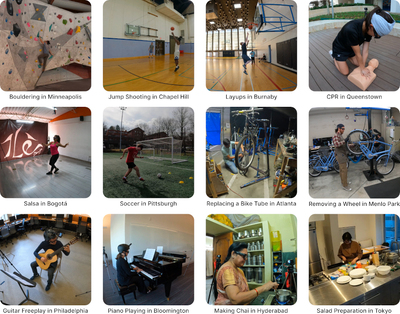 Bouldering in Minneapolis
Jump Shooting in Chapel Hill
Layups in Burnaby
CPR in Queenstown
Salsa in Bogotá
Soccer in Pittsburgh
Replacing a Bike Tube in Atlanta
Removing a Wheel in Menlo Park
Guitar Freeplay in Philadelphia
Piano Playing in Bloomington
Making Chai in Hyderabad
Salad Preparation in Tokyo